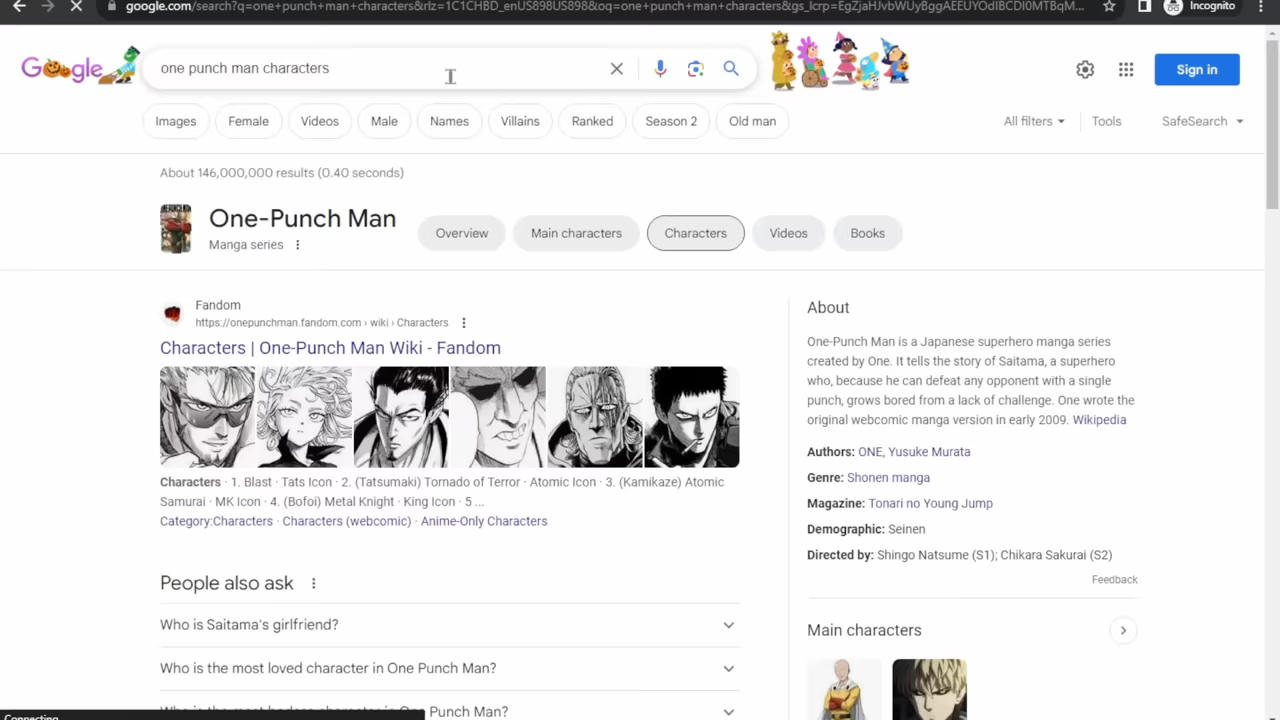 google.com/search?q=one+punch+man+characters&rlz=1C1CHBD_enUS898US898&oq=one+punch+man+characters&gs_lcrp=EgZjaHJvbWUyBggAEEUYOdIBCDI0MTBqM...
Incognito
Google
one punch man characters
Sign in
Images
Female
Videos
Male
Names
Villains
Ranked
Season 2
Old man
All filters
Tools
SafeSearch
About 146,000,000 results (0.40 seconds)
One-Punch Man
Manga series
Overview
Main characters
Characters
Videos
Books
Fandom
https://onepunchman.fandom.com › wiki › Characters
Characters | One-Punch Man Wiki - Fandom
Characters · 1. Blast · Tats Icon · 2. (Tatsumaki) Tornado of Terror · Atomic Icon · 3. (Kamikaze) Atomic
Samurai · MK Icon · 4. (Bofoi) Metal Knight · King Icon · 5 ...
Category:Characters · Characters (webcomic) · Anime-Only Characters
People also ask
Who is Saitama's girlfriend?
Who is the most loved character in One Punch Man?
Who is the most badass character in One Punch Man?
About
One-Punch Man is a Japanese superhero manga series
created by One. It tells the story of Saitama, a superhero
who, because he can defeat any opponent with a single
punch, grows bored from a lack of challenge. One wrote the
original webcomic manga version in early 2009. Wikipedia
Authors: ONE, Yusuke Murata
Genre: Shonen manga
Magazine: Tonari no Young Jump
Demographic: Seinen
Directed by: Shingo Natsume (S1); Chikara Sakurai (S2)
Feedback
Main characters
Connecting